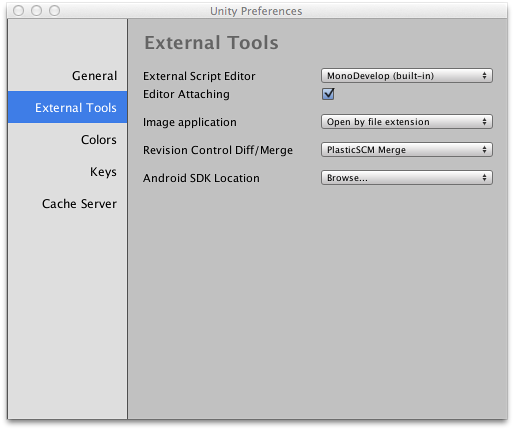 Unity Preferences
General
External Tools
Colors
Keys
Cache Server
External Tools
External Script Editor MonoDevelop (built-in)
Editor Attaching
Image application Open by file extension
Revision Control Diff/Merge PlasticSCM Merge
Android SDK Location Browse...